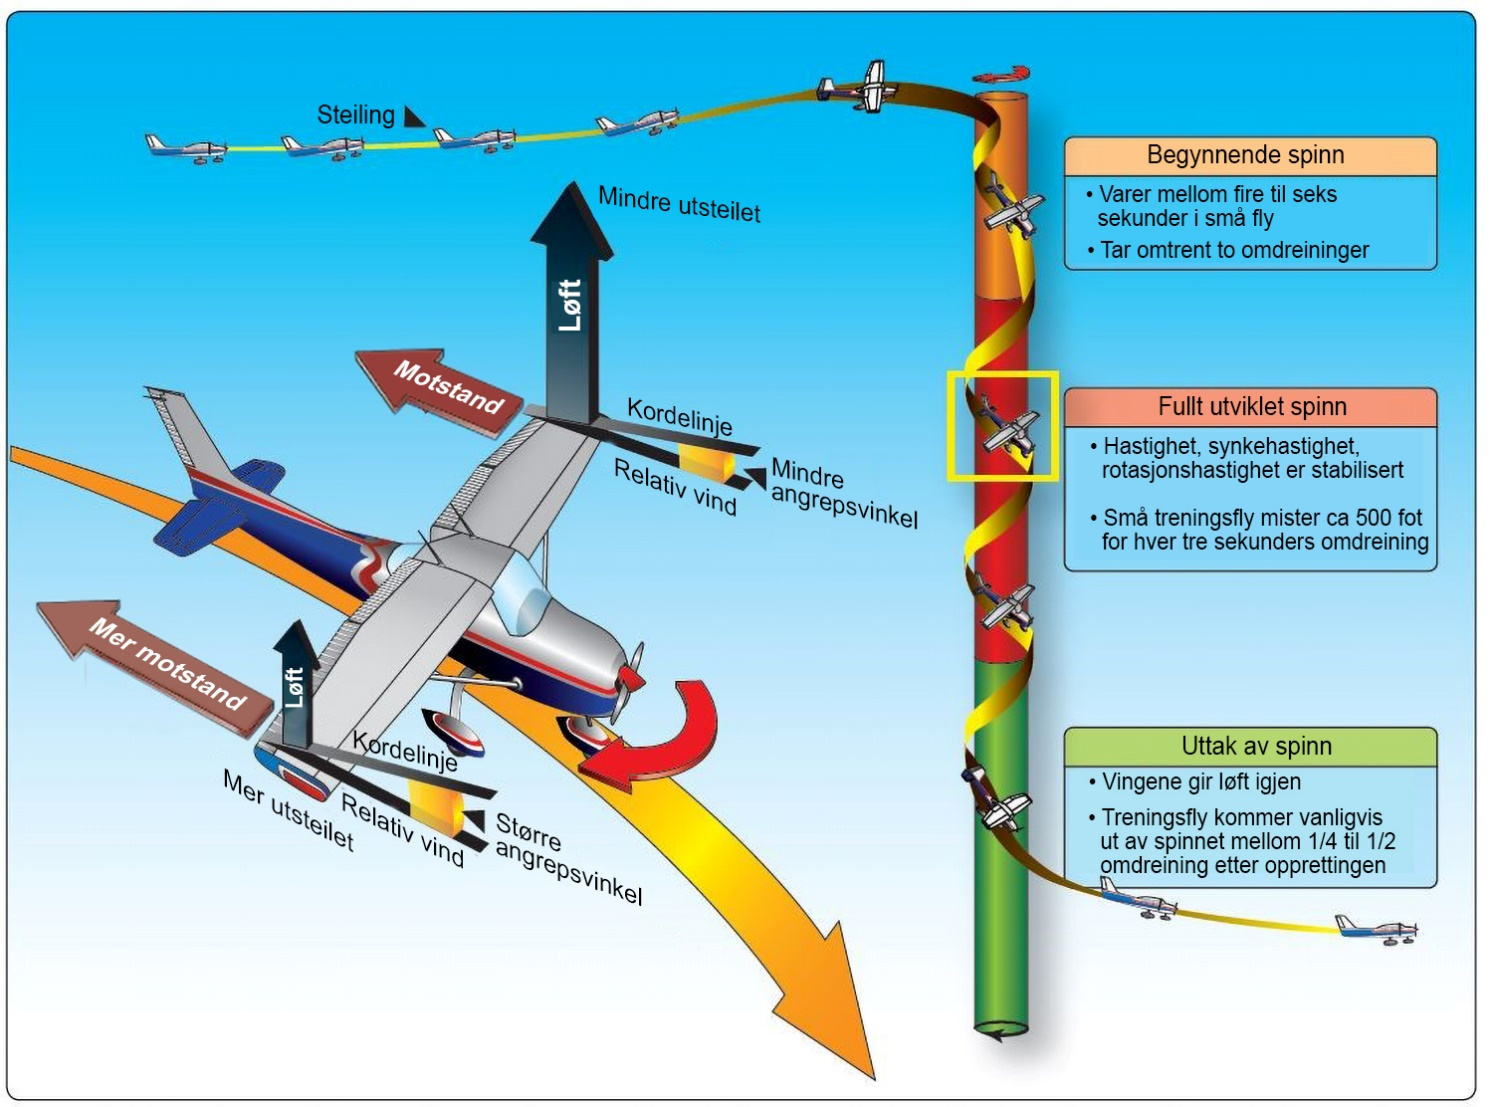 Steiling
Mindre utsteilet
Løft
Motstand
Kordelinje
Relativ vind
Mindre
angrepsvinkel
Mer motstand
Løft
Kordelinje
Mer utsteilet
Relativ vind
Større
angrepsvinkel
Begynnende spinn
• Varer mellom fire til seks
sekunder i små fly
• Tar omtrent to omdreininger
Fullt utviklet spinn
• Hastighet, synkehastighet,
rotasjonshastighet er stabilisert
• Små treningsfly mister ca 500 fot
for hver tre sekunders omdreining
Uttak av spinn
• Vingene gir løft igjen
• Treningsfly kommer vanligvis
ut av spinnet mellom 1/4 til 1/2
omdreining etter opprettingen